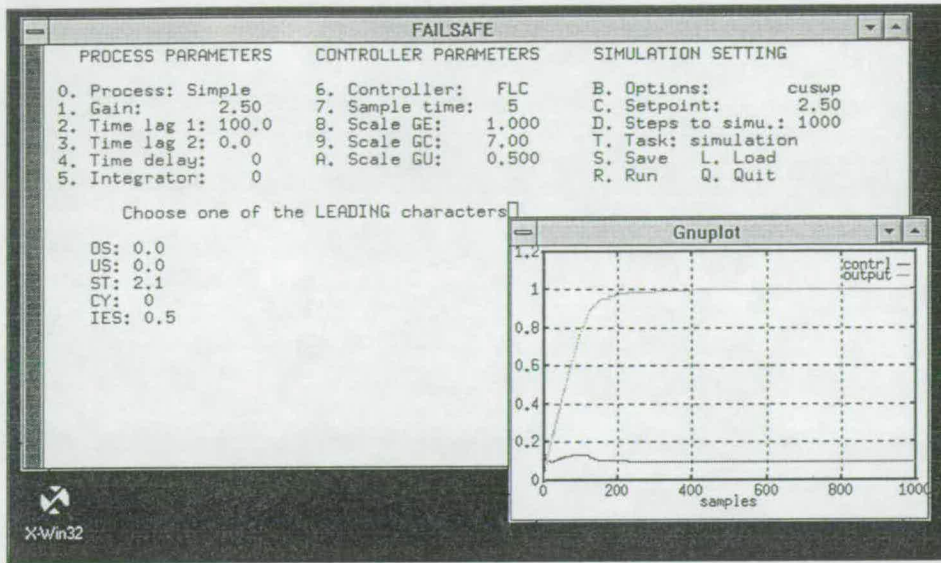 FAILSAFE
PROCESS PARAMETERS CONTROLLER PARAMETERS SIMULATION SETTING
0. Process: Simple 6. Controller: FLC B. Options: cuswp
1. Gain: 2.50 7. Sample time: 5 C. Setpoint: 2.50
2. Time lag 1: 100.0 8. Scale GE: 1.000 D. Steps to simu.: 1000
3. Time lag 2: 0.0 9. Scale GC: 7.00 T. Task: simulation
4. Time delay: 0 A. Scale GU: 0.500 S. Save L. Load
5. Integrator: 0 R. Run Q. Quit
Choose one of the LEADING characters
OS: 0.0
US: 0.0
ST: 2.1
CY: 0
IES: 0.5
Gnuplot
1.2
contrl
output
1
0.8
0.6
0.4
0.2
0
0 200 400 600 800 1000
samples
X-Win32